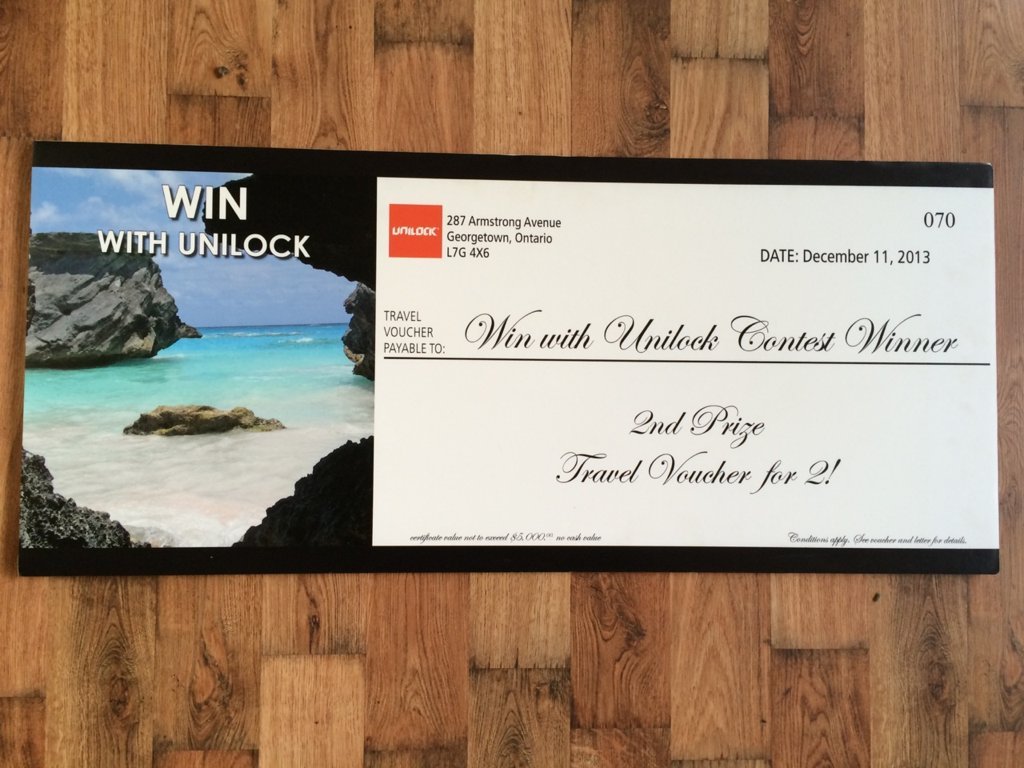 WIN
WITH UNILOCK
UNILOCK
287 Armstrong Avenue
Georgetown, Ontario
L7G 4X6
070
DATE: December 11, 2013
TRAVEL
VOUCHER
PAYABLE TO:
Win with Unilock Contest Winner
2nd Prize
Travel Voucher for 2!
certificate value not to exceed $5,000.00 no cash value
Conditions apply. See voucher and letter for details.